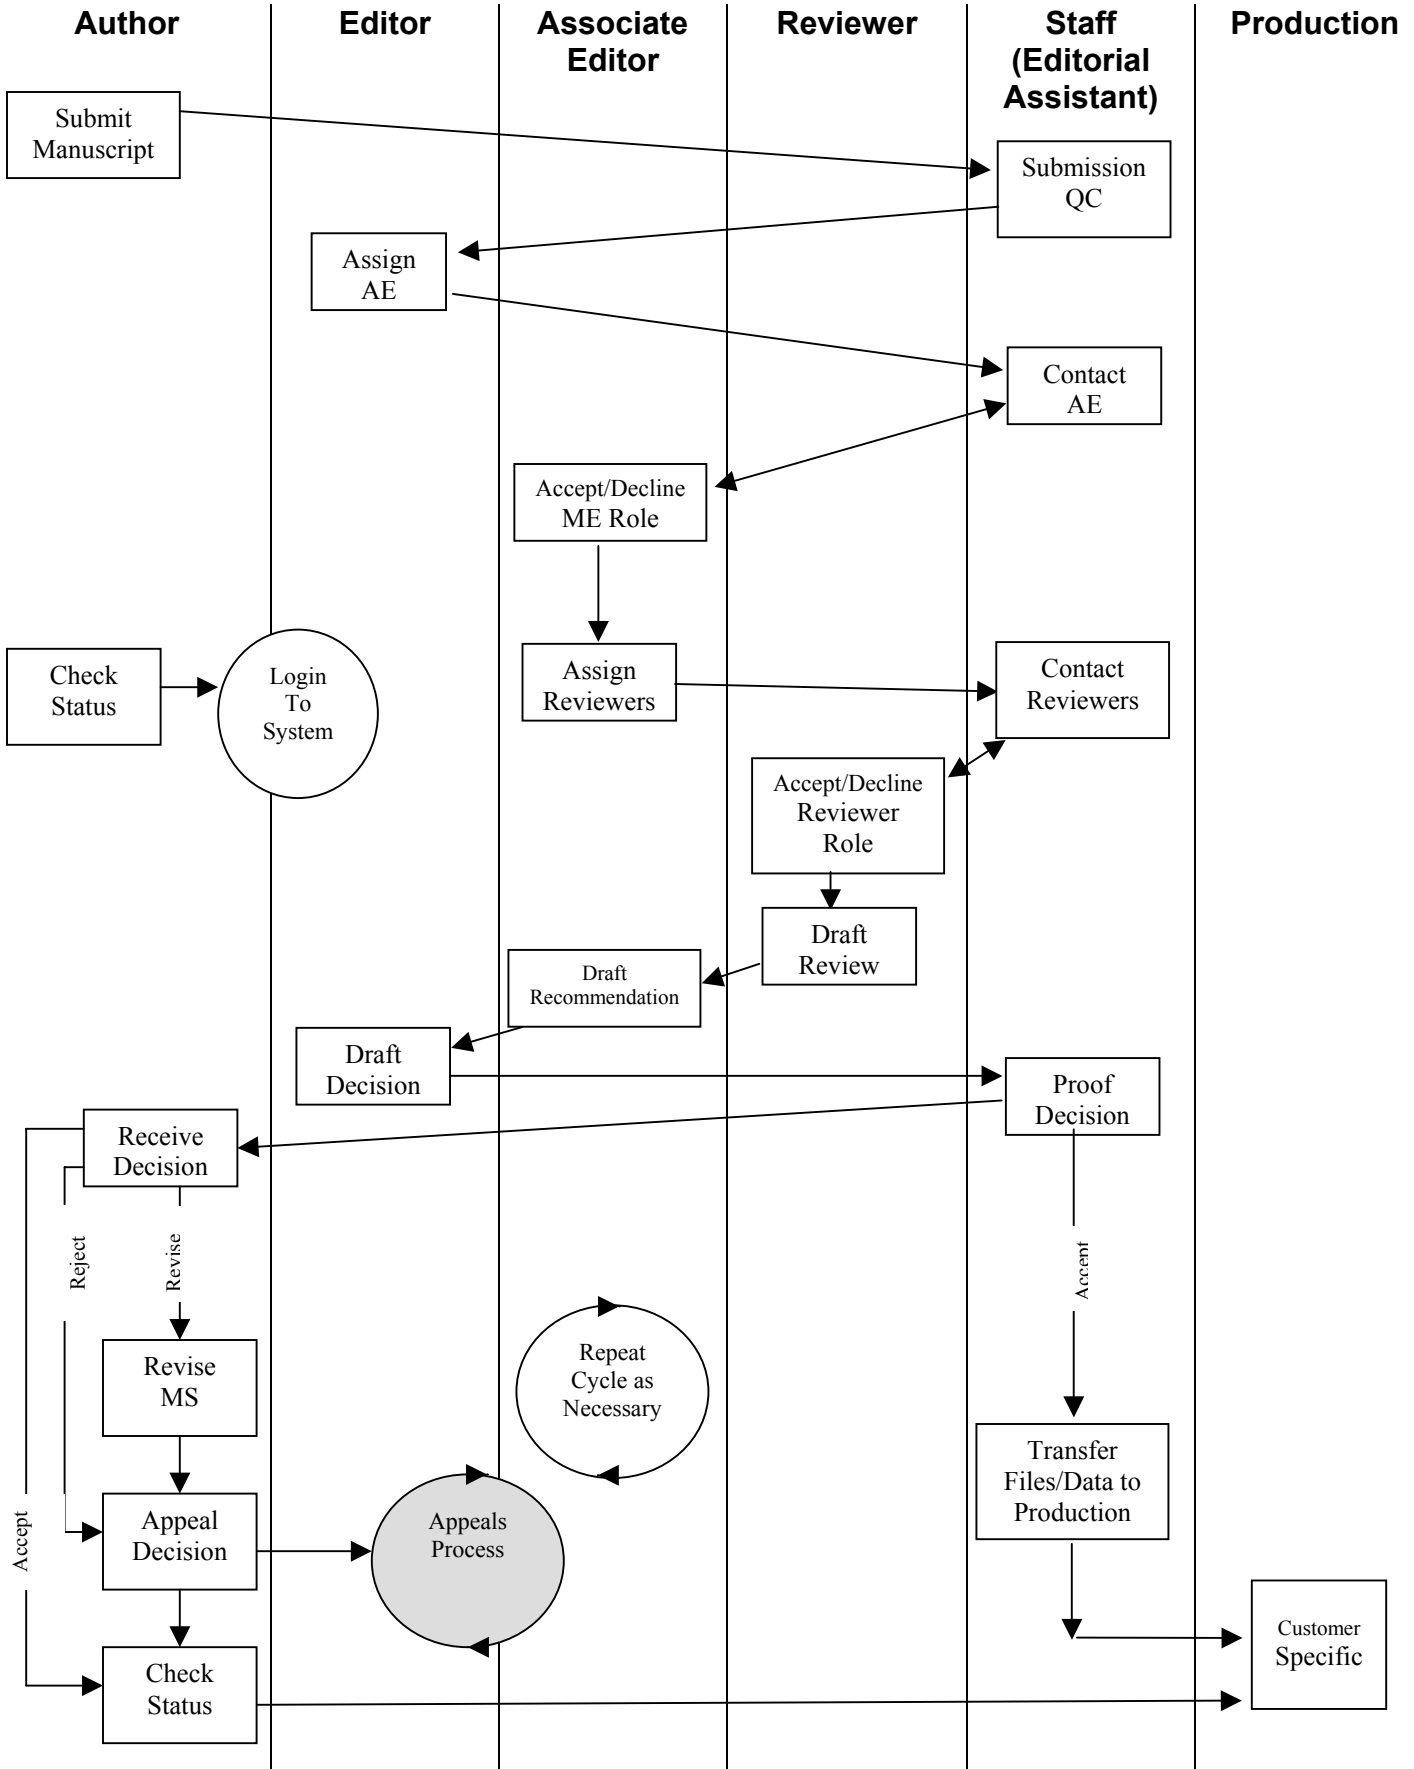 Author
Editor
Associate
Editor
Reviewer
Staff
(Editorial
Assistant)
Production
Submit
Manuscript
Submission
QC
Assign
AE
Contact
AE
Accept/Decline
ME Role
Check
Status
Login
To
System
Assign
Reviewers
Contact
Reviewers
Accept/Decline
Reviewer
Role
Draft
Review
Draft
Recommendation
Draft
Decision
Proof
Decision
Receive
Decision
Reject
Revise
Accept
Revise
MS
Repeat
Cycle as
Necessary
Transfer
Files/Data to
Production
Accept
Appeal
Decision
Appeals
Process
Customer
Specific
Check
Status